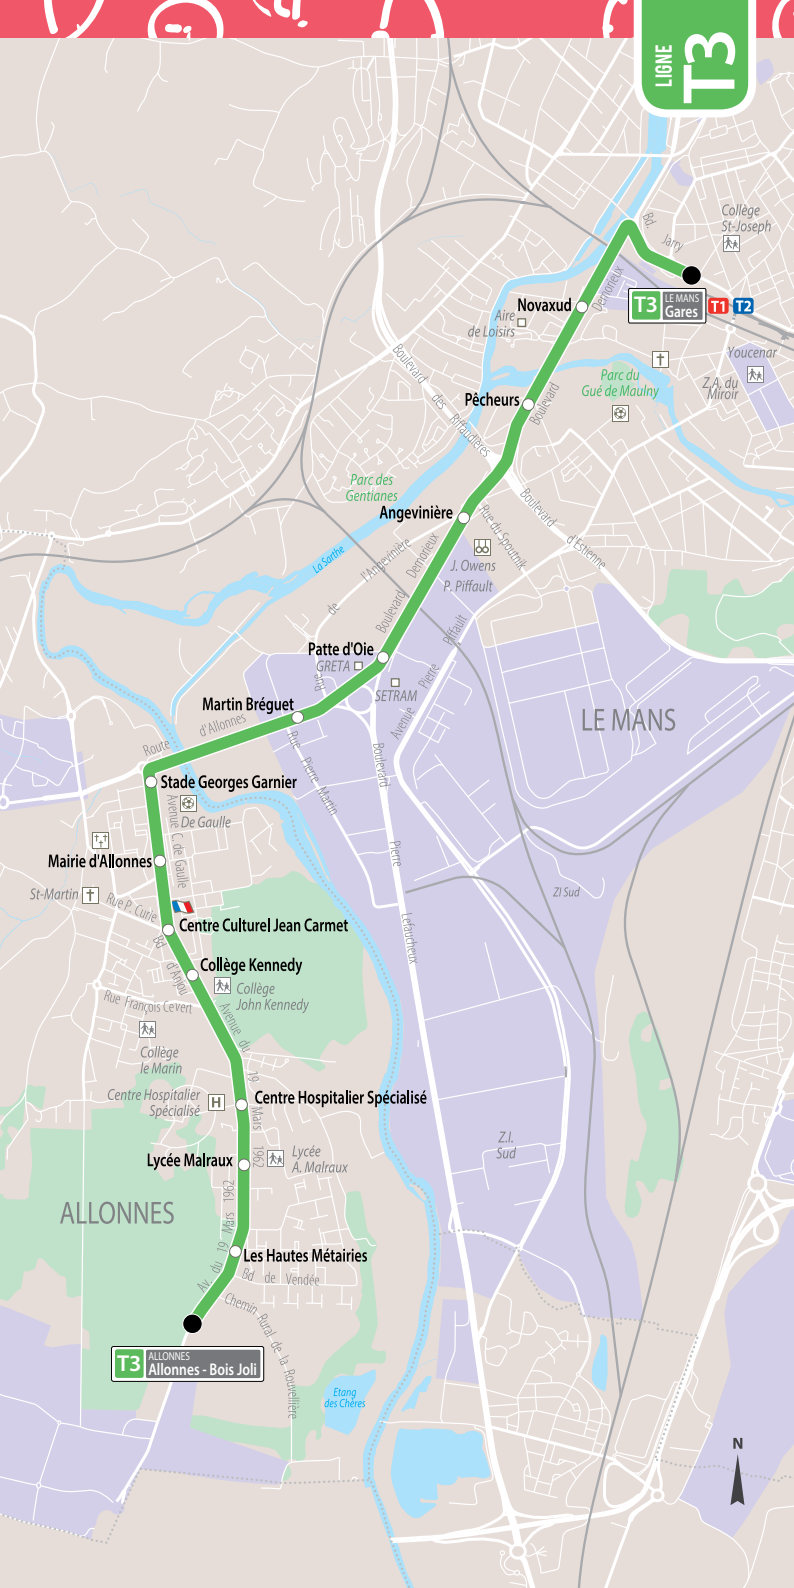 LIGNE
T3
Bd. Jarry
Collège
St-Joseph
T3 LE MANS
Gares
T1 T2
Novaxud
Aire
de Loisirs
Boulevard Demorieux
Youcenar
Z.A. du
Miroir
Parc du
Gué de Maulny
Pêcheurs
Boulevard des Riffaudières
Parc des
Gentianes
Angevinière
Boulevard d'Estienne
Rue du Spoutnik
La Sarthe
J. Owens
P. Piffault
Rue de l'Angevinière
Boulevard Demorieux
Patte d'Oie
GRETA
SETRAM
Avenue Pierre Piffault
LE MANS
Martin Bréguet
Route d'Allonnes
Rue Pierre Martin
Boulevard Pierre Lefaucheux
Stade Georges Garnier
De Gaulle
Avenue C. de Gaulle
Mairie d'Allonnes
St-Martin
Rue P. Curie
ZI Sud
Centre Culturel Jean Carmet
Bd d'Anjou
Collège Kennedy
Collège
John Kennedy
Rue François Cevert
Collège
le Marin
Avenue du 19 Mars 1962
Centre Hospitalier
Spécialisé
H
Centre Hospitalier Spécialisé
Z.I.
Sud
Lycée Malraux
Lycée
A. Malraux
ALLONNES
Av. du 19 Mars 1962
Les Hautes Métairies
Bd de Vendée
Chemin Rural de la Rouvellière
T3 ALLONNES
Allonnes - Bois Joli
Etang
des Chères
N